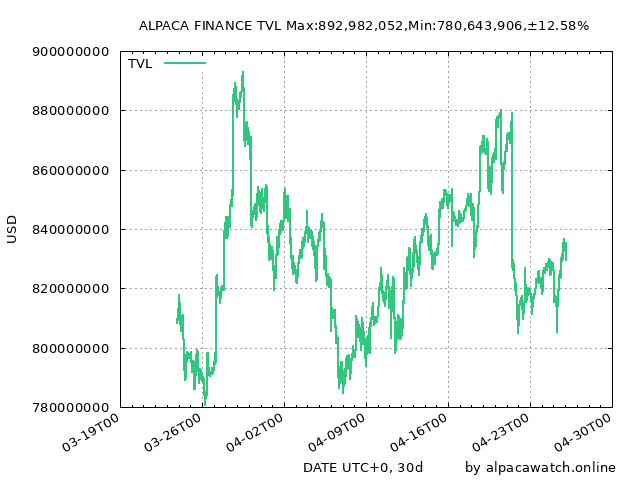 ALPACA FINANCE TVL Max:892,982,052,Min:780,643,906,±12.58%
900000000
TVL
880000000
860000000
840000000
USD
820000000
800000000
780000000
03-19T00 03-26T00 04-02T00 04-09T00 04-16T00 04-23T00 04-30T00
DATE UTC+0, 30d by alpacawatch.online